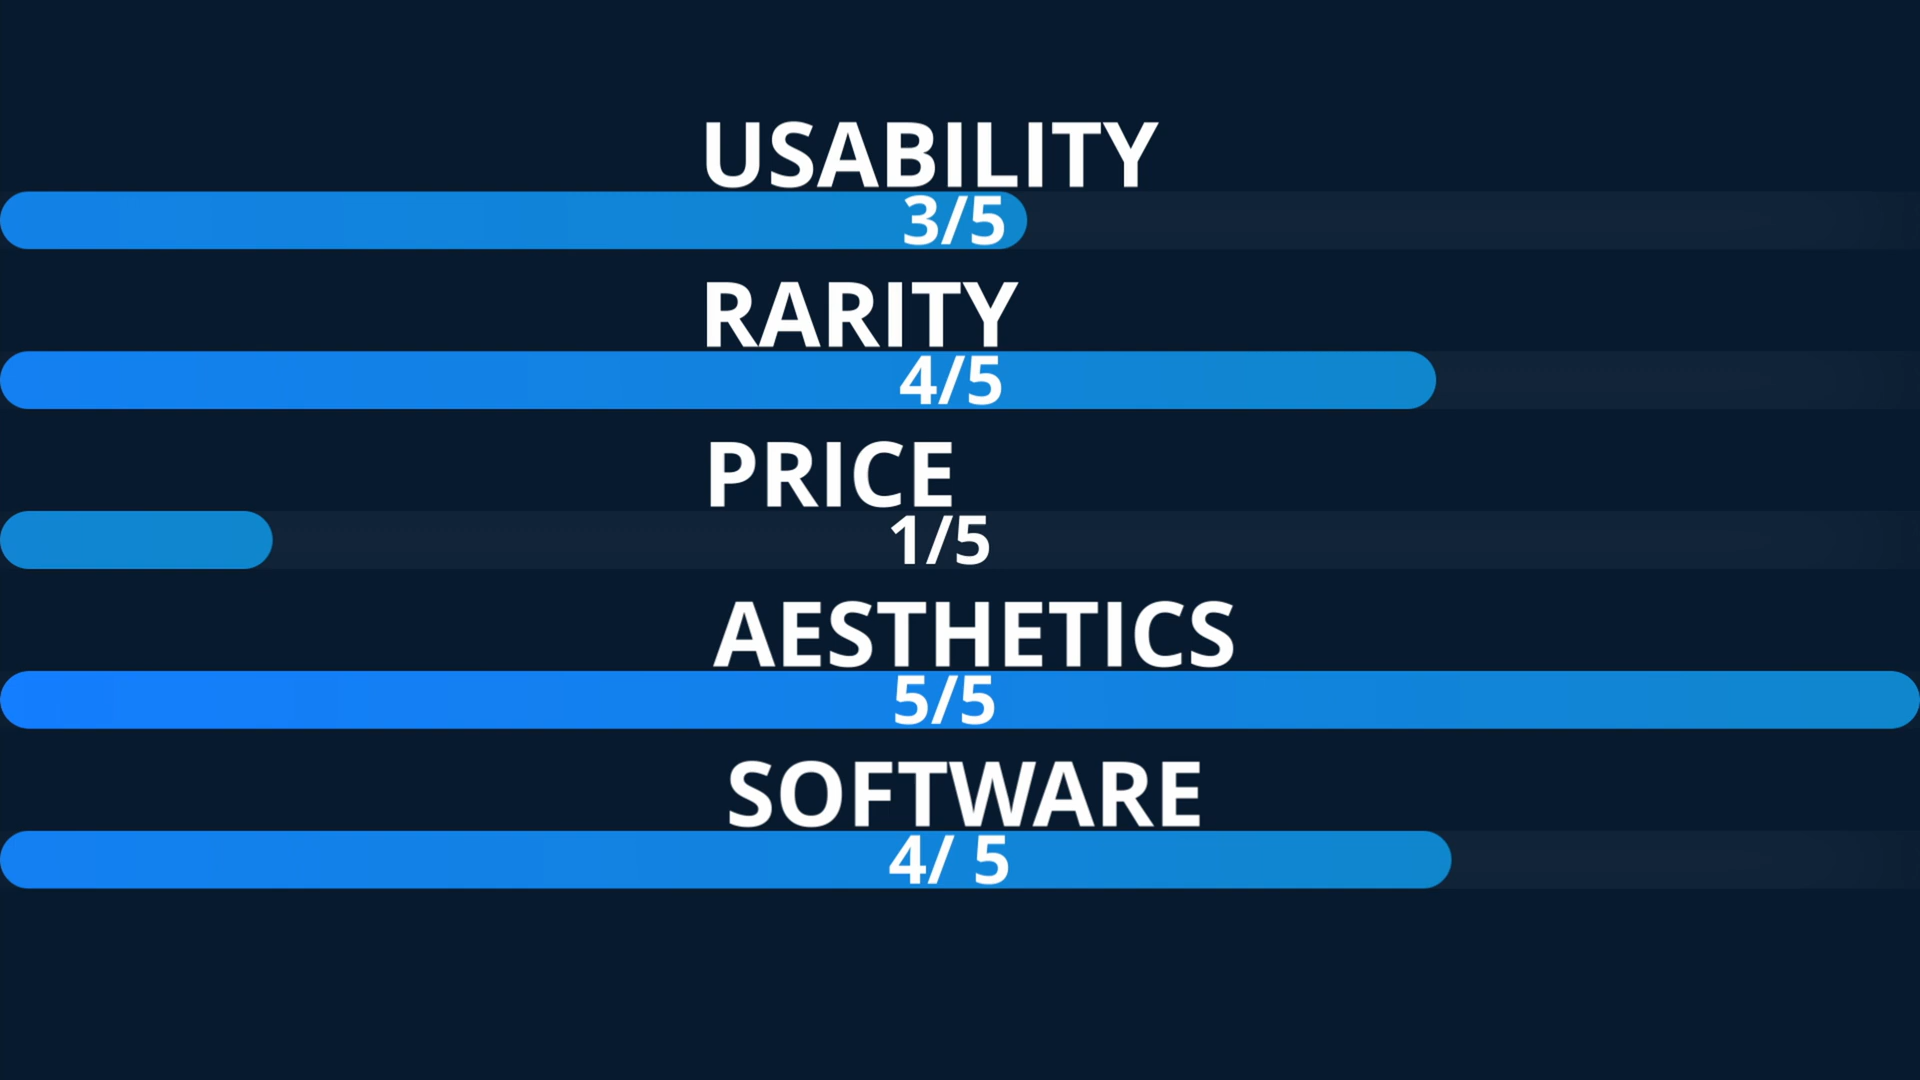 USABILITY
3/5
RARITY
4/5
PRICE
1/5
AESTHETICS
5/5
SOFTWARE
4/ 5